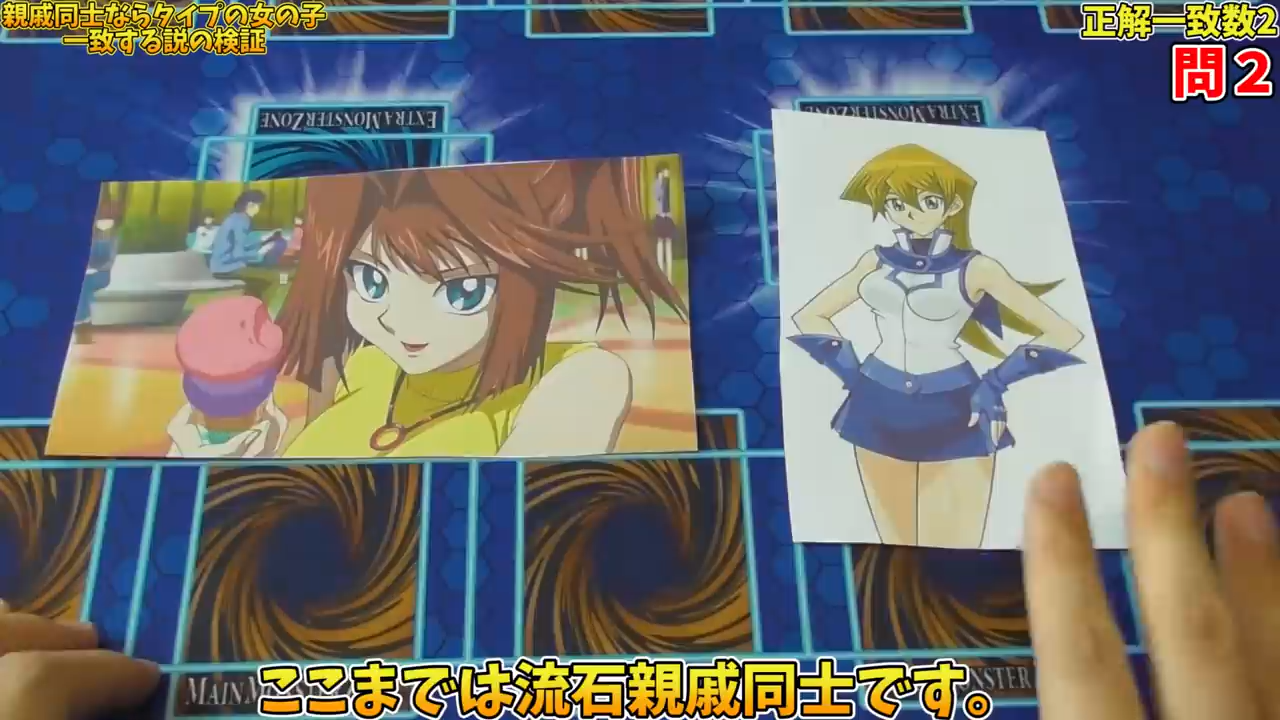 親戚同士ならタイプの女の子
一致する説の検証
正解一致数2
問2
EXTRA MONSTER ZONE
EXTRA MONSTER ZONE
MAIN MONSTER
ここまでは流石親戚同士です。